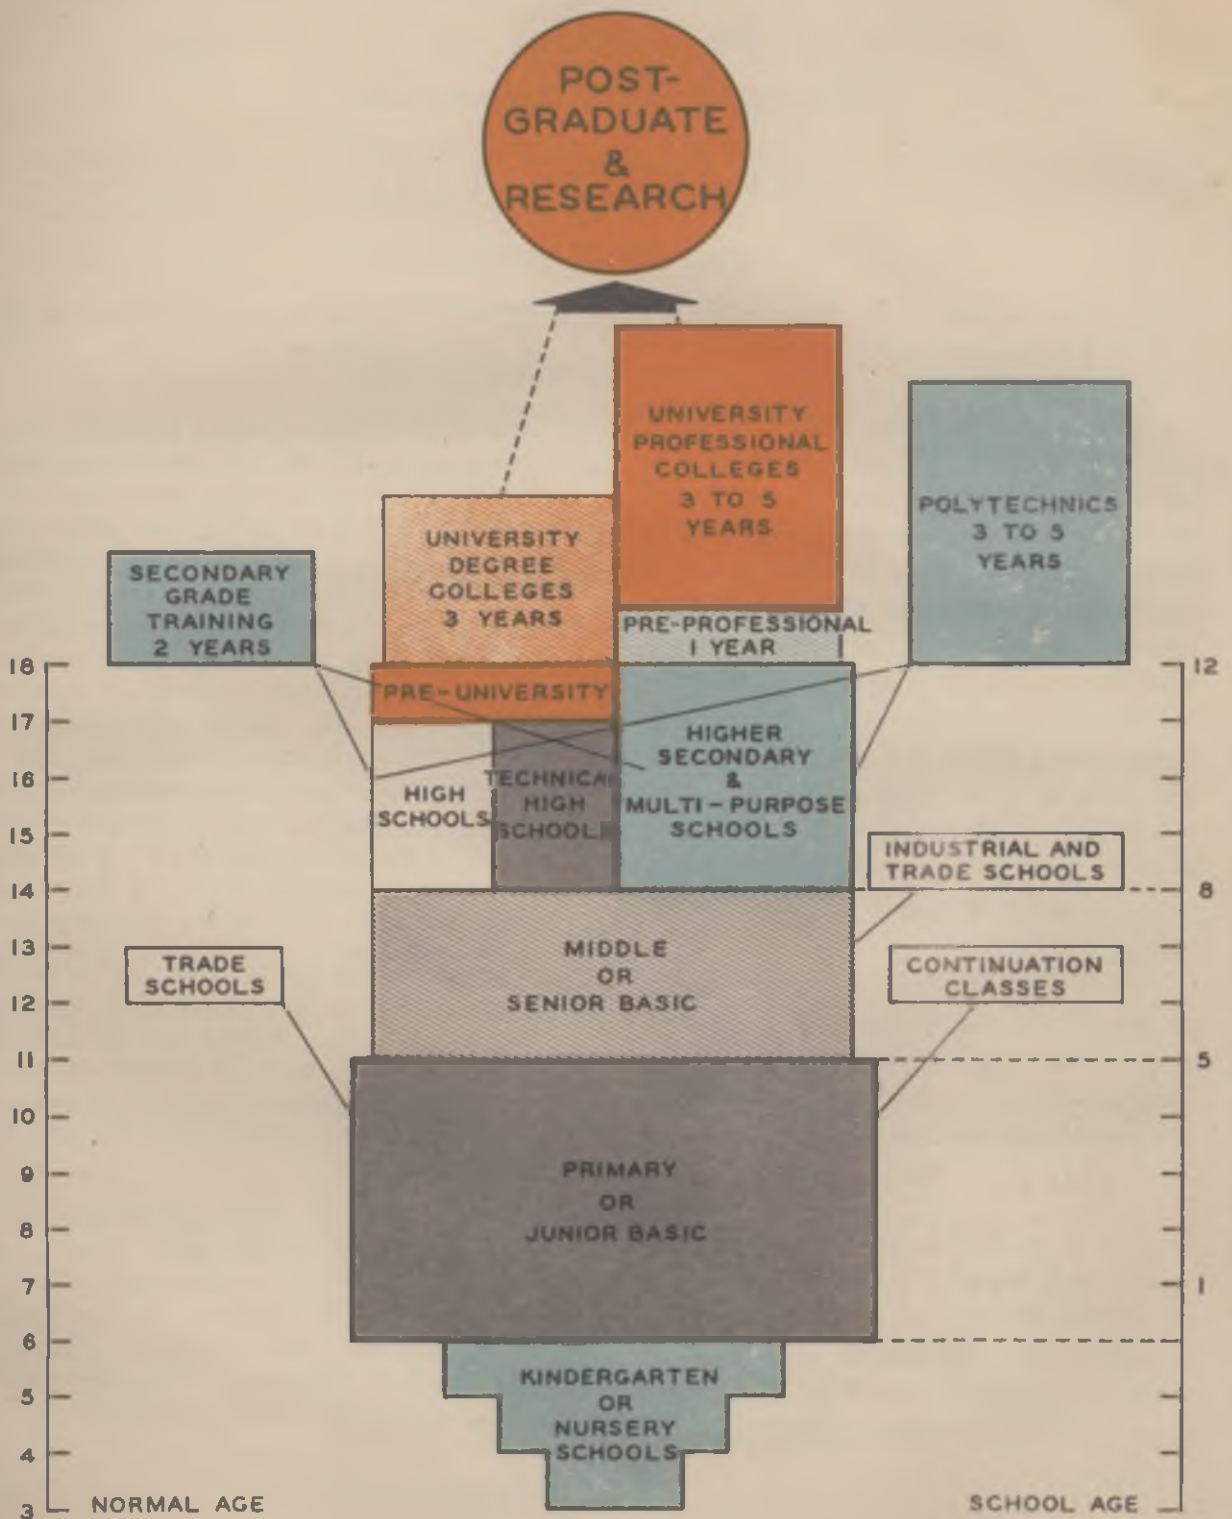 POST-
GRADUATE
&
RESEARCH
UNIVERSITY
PROFESSIONAL
COLLEGES
3 TO 5
YEARS
POLYTECHNICS
3 TO 5
YEARS
UNIVERSITY
DEGREE
COLLEGES
3 YEARS
SECONDARY
GRADE
TRAINING
2 YEARS
PRE-PROFESSIONAL
1 YEAR
PRE-UNIVERSITY
HIGH
SCHOOLS
TECHNICAL
HIGH
SCHOOLS
HIGHER
SECONDARY
&
MULTI-PURPOSE
SCHOOLS
INDUSTRIAL AND
TRADE SCHOOLS
MIDDLE
OR
SENIOR BASIC
TRADE
SCHOOLS
CONTINUATION
CLASSES
PRIMARY
OR
JUNIOR BASIC
KINDERGARTEN
OR
NURSERY
SCHOOLS
18
17
16
15
14
13
12
11
10
9
8
7
6
5
4
3
NORMAL AGE
12
8
5
1
SCHOOL AGE